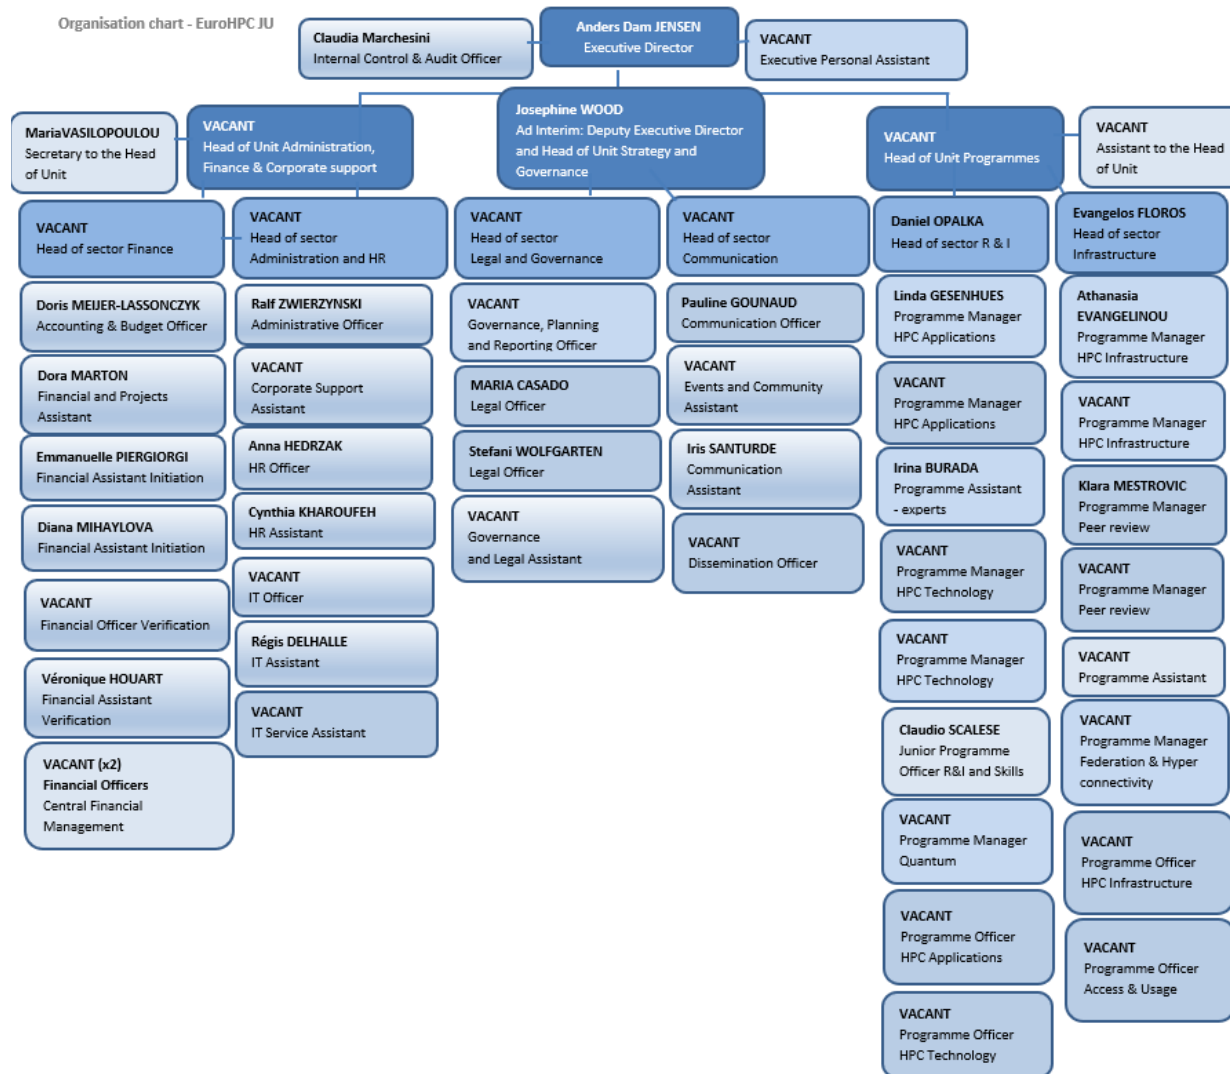 Organisation chart - EuroHPC JU
Claudia Marchesini
Internal Control & Audit Officer
Anders Dam JENSEN
Executive Director
VACANT
Executive Personal Assistant
MariaVASILOPOULOU
Secretary to the Head
of Unit
VACANT
Head of Unit Administration,
Finance & Corporate support
Josephine WOOD
Ad Interim: Deputy Executive Director
and Head of Unit Strategy and
Governance
VACANT
Head of Unit Programmes
VACANT
Assistant to the Head
of Unit
VACANT
Head of sector Finance
Doris MEIJER-LASSONCZYK
Accounting & Budget Officer
Dora MARTON
Financial and Projects
Assistant
Emmanuelle PIERGIORGI
Financial Assistant Initiation
Diana MIHAYLOVA
Financial Assistant Initiation
VACANT
Financial Officer Verification
Véronique HOUART
Financial Assistant
Verification
VACANT (x2)
Financial Officers
Central Financial
Management
VACANT
Head of sector
Administration and HR
Ralf ZWIERZYNSKI
Administrative Officer
VACANT
Corporate Support
Assistant
Anna HEDRZAK
HR Officer
Cynthia KHAROUFEH
HR Assistant
VACANT
IT Officer
Régis DELHALLE
IT Assistant
VACANT
IT Service Assistant
VACANT
Head of sector
Legal and Governance
VACANT
Governance, Planning
and Reporting Officer
MARIA CASADO
Legal Officer
Stefani WOLFGARTEN
Legal Officer
VACANT
Governance
and Legal Assistant
VACANT
Head of sector
Communication
Pauline GOUNAUD
Communication Officer
VACANT
Events and Community
Assistant
Iris SANTURDE
Communication
Assistant
VACANT
Dissemination Officer
Daniel OPALKA
Head of sector R & I
Linda GESENHUES
Programme Manager
HPC Applications
VACANT
Programme Manager
HPC Applications
Irina BURADA
Programme Assistant
- experts
VACANT
Programme Manager
HPC Technology
VACANT
Programme Manager
HPC Technology
Claudio SCALESE
Junior Programme
Officer R&I and Skills
VACANT
Programme Manager
Quantum
VACANT
Programme Officer
HPC Applications
VACANT
Programme Officer
HPC Technology
Evangelos FLOROS
Head of sector
Infrastructure
Athanasia
EVANGELINOU
Programme Manager
HPC Infrastructure
VACANT
Programme Manager
HPC Infrastructure
Klara MESTROVIC
Programme Manager
Peer review
VACANT
Programme Manager
Peer review
VACANT
Programme Assistant
VACANT
Programme Manager
Federation & Hyper
connectivity
VACANT
Programme Officer
HPC Infrastructure
VACANT
Programme Officer
Access & Usage